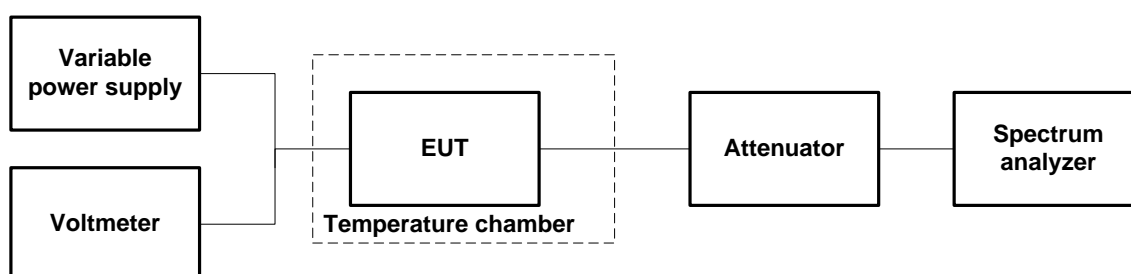 Variable
power supply
Voltmeter
EUT
Temperature chamber
Attenuator
Spectrum
analyzer